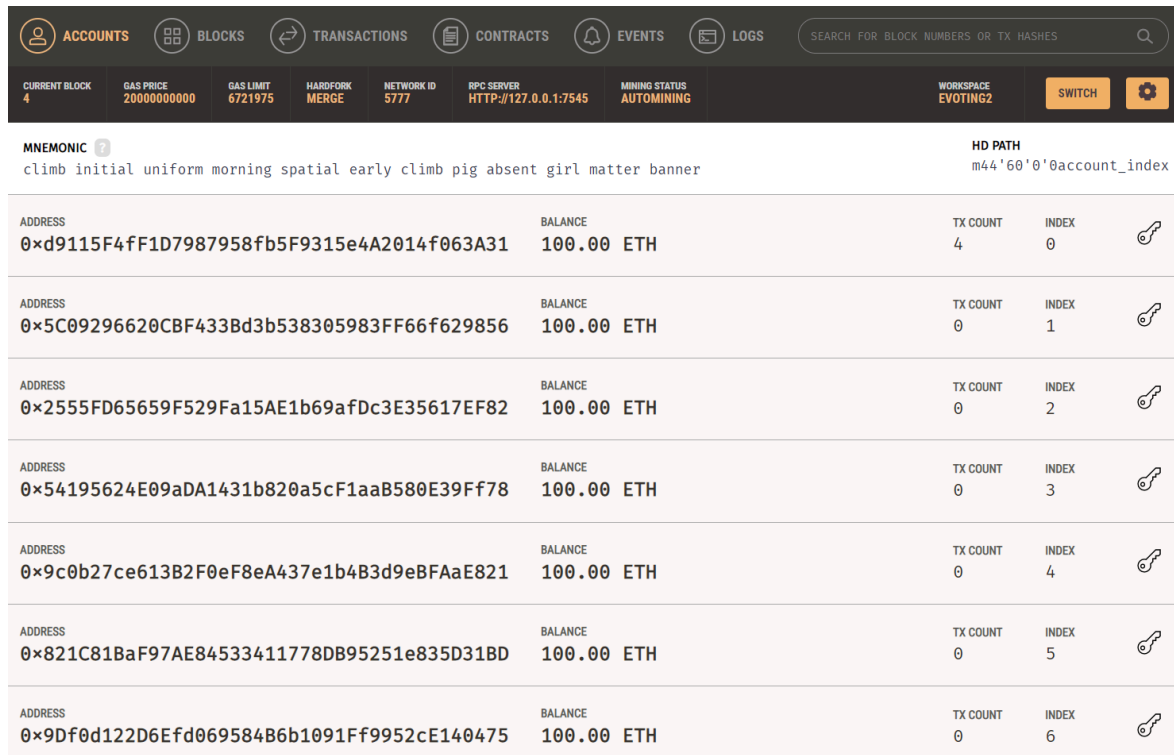 ACCOUNTS BLOCKS TRANSACTIONS CONTRACTS EVENTS LOGS SEARCH FOR BLOCK NUMBERS OR TX HASHES
CURRENT BLOCK GAS PRICE GAS LIMIT HARDFORK NETWORK ID RPC SERVER MINING STATUS WORKSPACE
4 20000000000 6721975 MERGE 5777 HTTP://127.0.0.1:7545 AUTOMINING EVOTING2 SWITCH
MNEMONIC ? HD PATH
climb initial uniform morning spatial early climb pig absent girl matter banner m44'60'0'0account_index
ADDRESS BALANCE TX COUNT INDEX
0×d9115F4fF1D7987958fb5F9315e4A2014f063A31 100.00 ETH 4 0
ADDRESS BALANCE TX COUNT INDEX
0×5C09296620CBF433Bd3b538305983FF66f629856 100.00 ETH 0 1
ADDRESS BALANCE TX COUNT INDEX
0×2555FD65659F529Fa15AE1b69afDc3E35617EF82 100.00 ETH 0 2
ADDRESS BALANCE TX COUNT INDEX
0×54195624E09aDA1431b820a5cF1aaB580E39Ff78 100.00 ETH 0 3
ADDRESS BALANCE TX COUNT INDEX
0×9c0b27ce613B2F0eF8eA437e1b4B3d9eBFAaE821 100.00 ETH 0 4
ADDRESS BALANCE TX COUNT INDEX
0×821C81BaF97AE84533411778DB95251e835D31BD 100.00 ETH 0 5
ADDRESS BALANCE TX COUNT INDEX
0×9Df0d122D6Efd069584B6b1091Ff9952cE140475 100.00 ETH 0 6